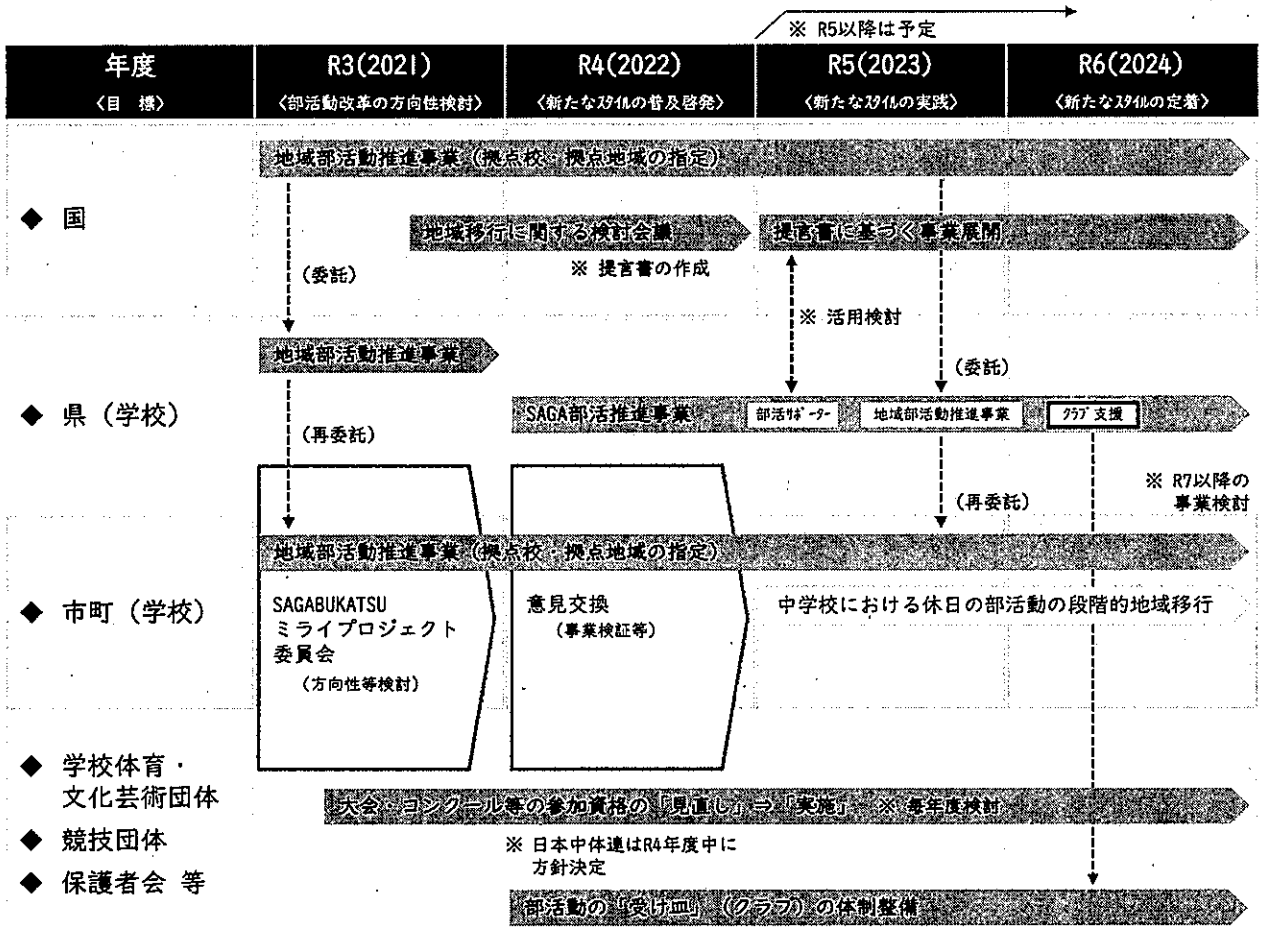 ※ R5以降は予定
年度
〈目 標〉
R3(2021)
〈部活動改革の方向性検討〉
R4(2022)
〈新たなｽﾀｲﾙの普及啓発〉
R5(2023)
〈新たなｽﾀｲﾙの実践〉
R6(2024)
〈新たなｽﾀｲﾙの定着〉
◆ 国
地域部活動推進事業（拠点校・拠点地域の指定）
地域移行に関する検討会議
提言書に基づく事業展開
※ 提言書の作成
（委託）
※ 活用検討
地域部活動推進事業
（委託）
◆ 県（学校）
SAGA部活推進事業
部活ｻﾎﾟｰﾀｰ
地域部活動推進事業
ｸﾗﾌﾞ支援
（再委託）
（再委託）
※ R7以降の
事業検討
地域部活動推進事業（拠点校・拠点地域の指定）
◆ 市町（学校）
SAGABUKATSU
ミライプロジェクト
委員会
（方向性等検討）
意見交換
（事業検証等）
中学校における休日の部活動の段階的地域移行
◆ 学校体育・
文化芸術団体
◆ 競技団体
◆ 保護者会 等
大会・コンクール等の参加資格の「見直し」⇒「実施」 ※ 毎年度検討
※ 日本中体連はR4年度中に
方針決定
部活動の「受け皿」（クラブ）の体制整備